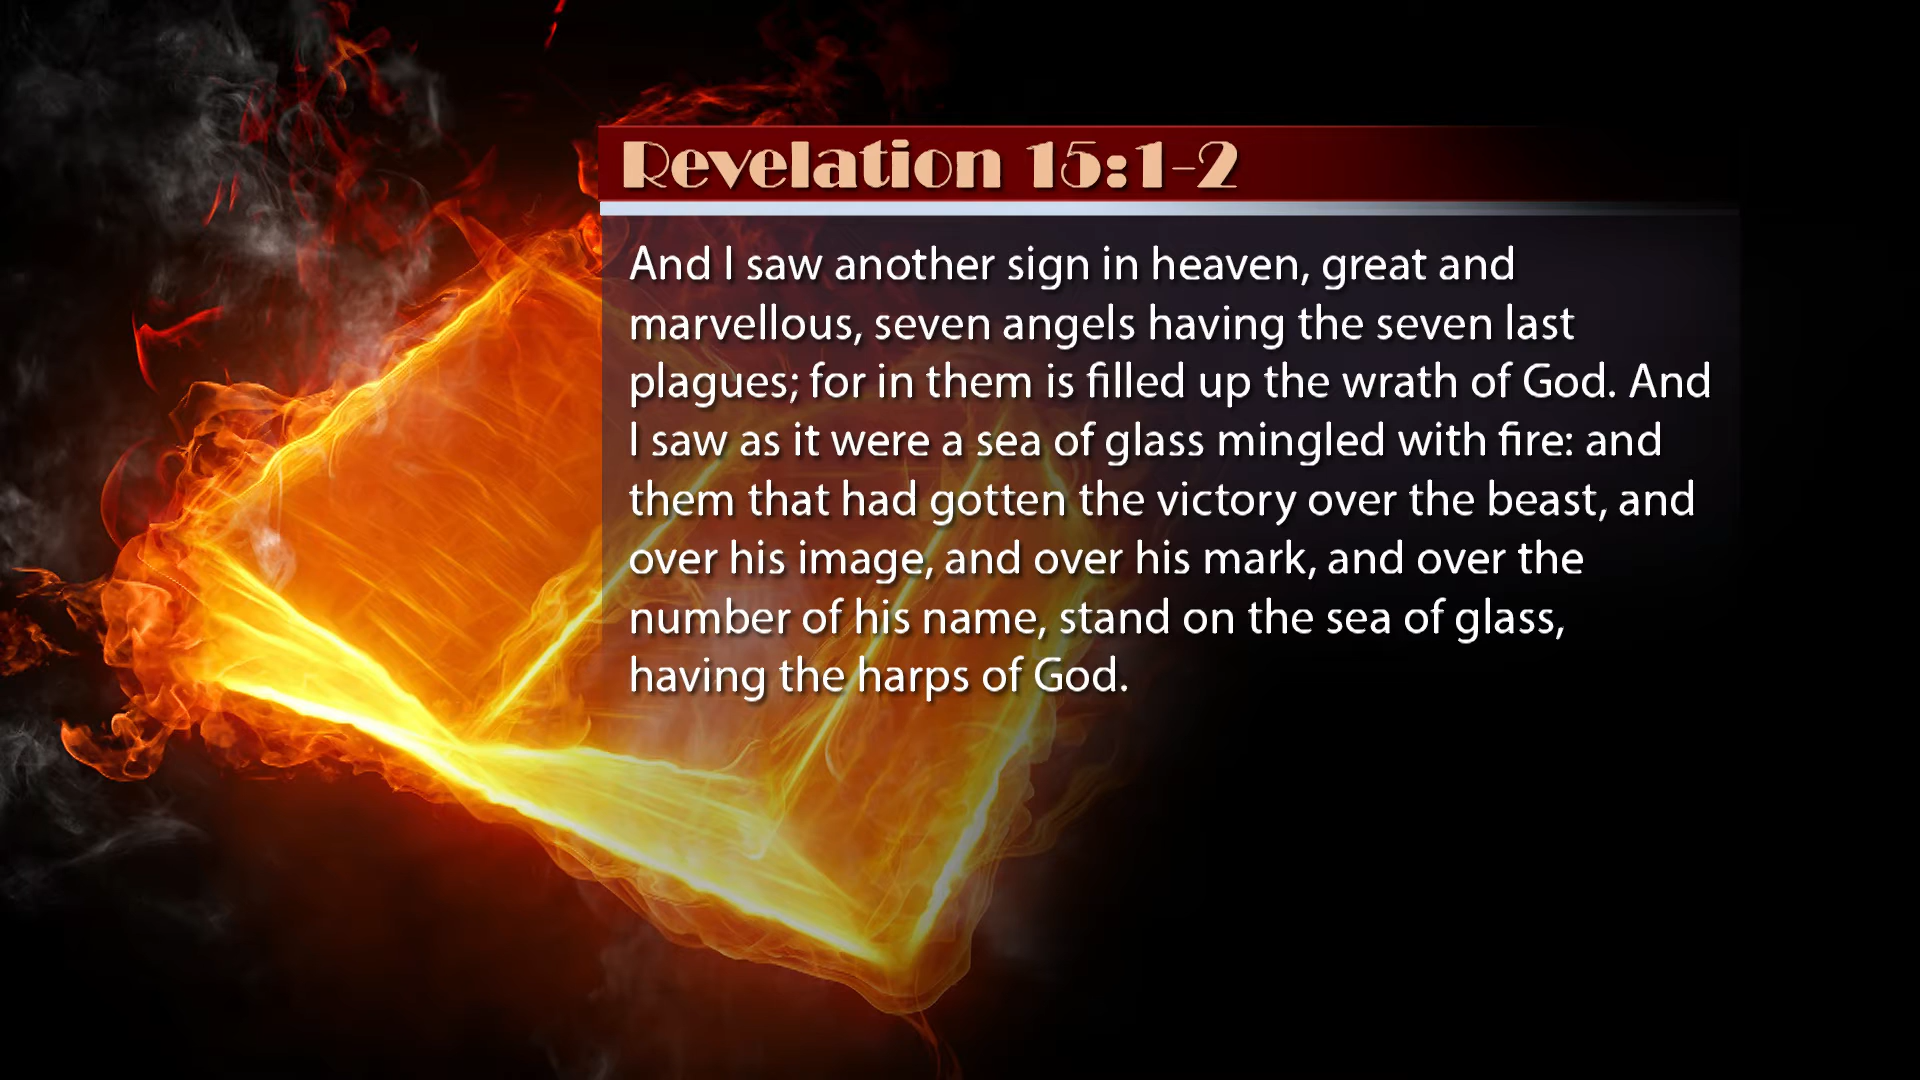 Revelation 15:1-2
And I saw another sign in heaven, great and
marvellous, seven angels having the seven last
plagues; for in them is filled up the wrath of God. And
I saw as it were a sea of glass mingled with fire: and
them that had gotten the victory over the beast, and
over his image, and over his mark, and over the
number of his name, stand on the sea of glass,
having the harps of God.